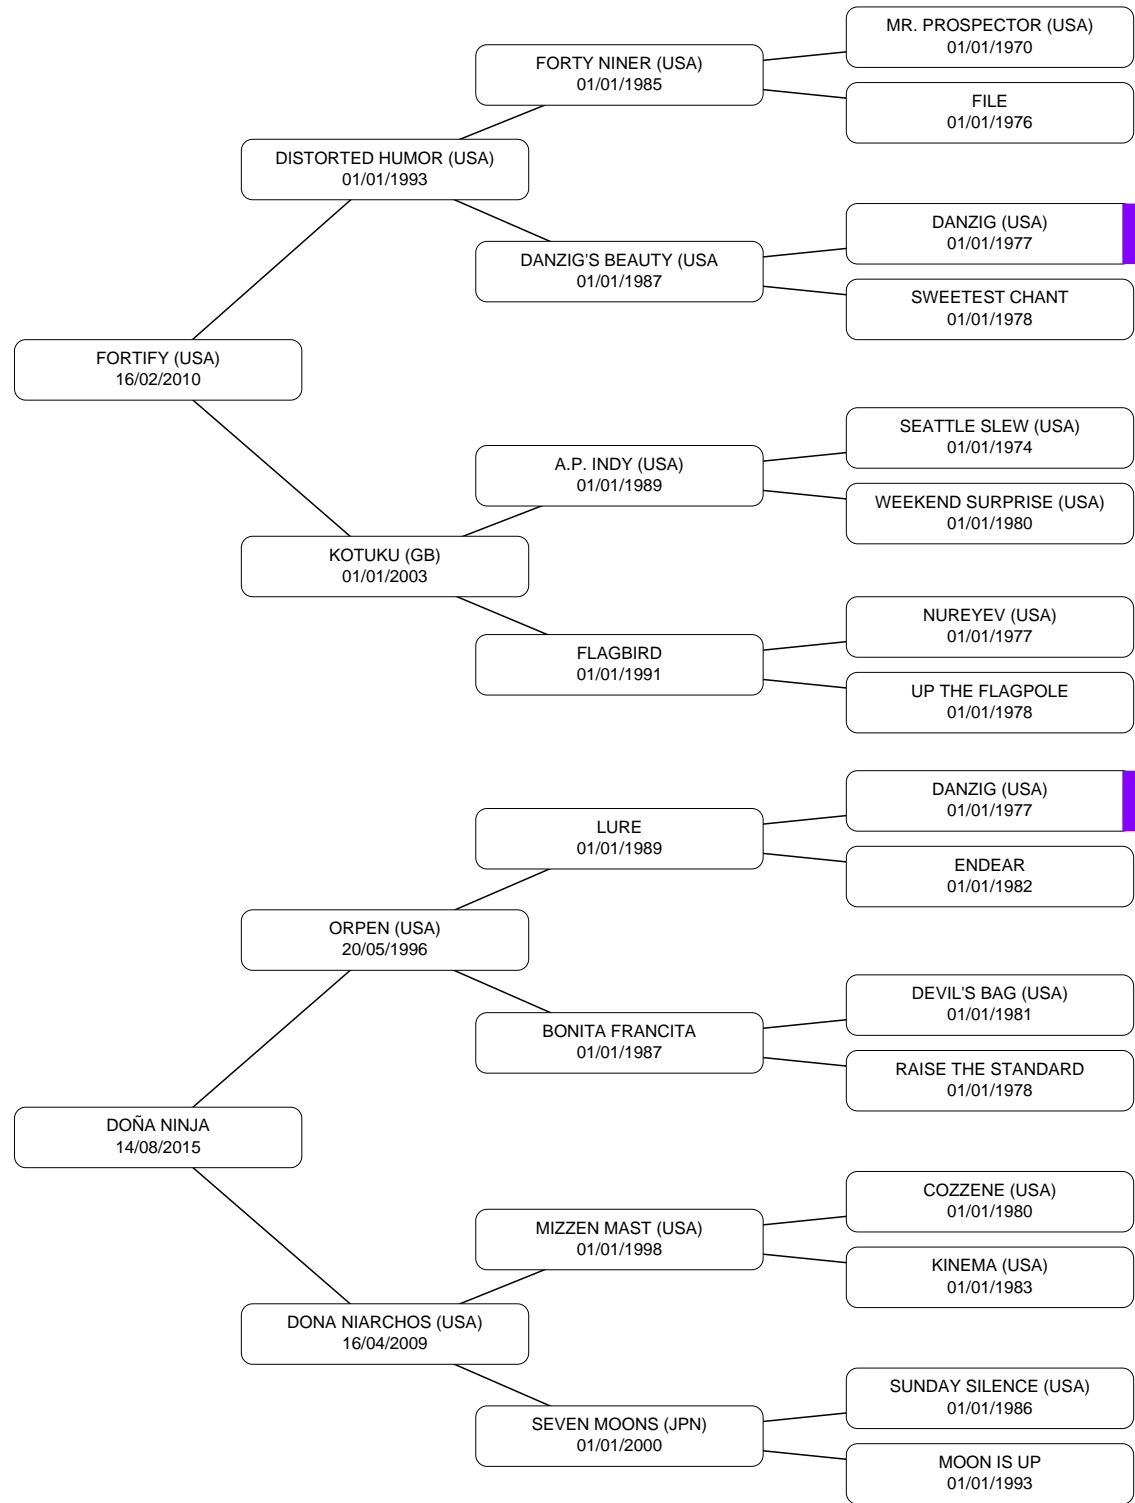 MR. PROSPECTOR (USA)
01/01/1970
FORTY NINER (USA)
01/01/1985
FILE
01/01/1976
DISTORTED HUMOR (USA)
01/01/1993
DANZIG (USA)
01/01/1977
DANZIG'S BEAUTY (USA
01/01/1987
SWEETEST CHANT
01/01/1978
FORTIFY (USA)
16/02/2010
SEATTLE SLEW (USA)
01/01/1974
A.P. INDY (USA)
01/01/1989
WEEKEND SURPRISE (USA)
01/01/1980
KOTUKU (GB)
01/01/2003
NUREYEV (USA)
01/01/1977
FLAGBIRD
01/01/1991
UP THE FLAGPOLE
01/01/1978
DANZIG (USA)
01/01/1977
LURE
01/01/1989
ENDEAR
01/01/1982
ORPEN (USA)
20/05/1996
DEVIL'S BAG (USA)
01/01/1981
BONITA FRANCITA
01/01/1987
RAISE THE STANDARD
01/01/1978
DOÑA NINJA
14/08/2015
COZZENE (USA)
01/01/1980
MIZZEN MAST (USA)
01/01/1998
KINEMA (USA)
01/01/1983
DONA NIARCHOS (USA)
16/04/2009
SUNDAY SILENCE (USA)
01/01/1986
SEVEN MOONS (JPN)
01/01/2000
MOON IS UP
01/01/1993